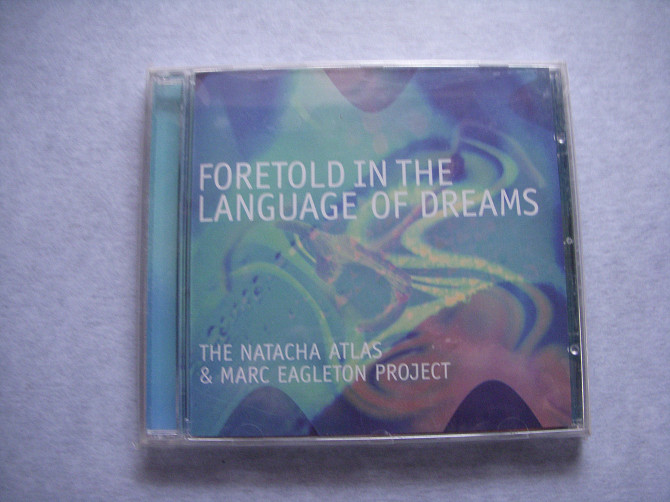 FORETOLD IN THE
LANGUAGE OF DREAMS
THE NATACHA ATLAS
& MARC EAGLETON PROJECT